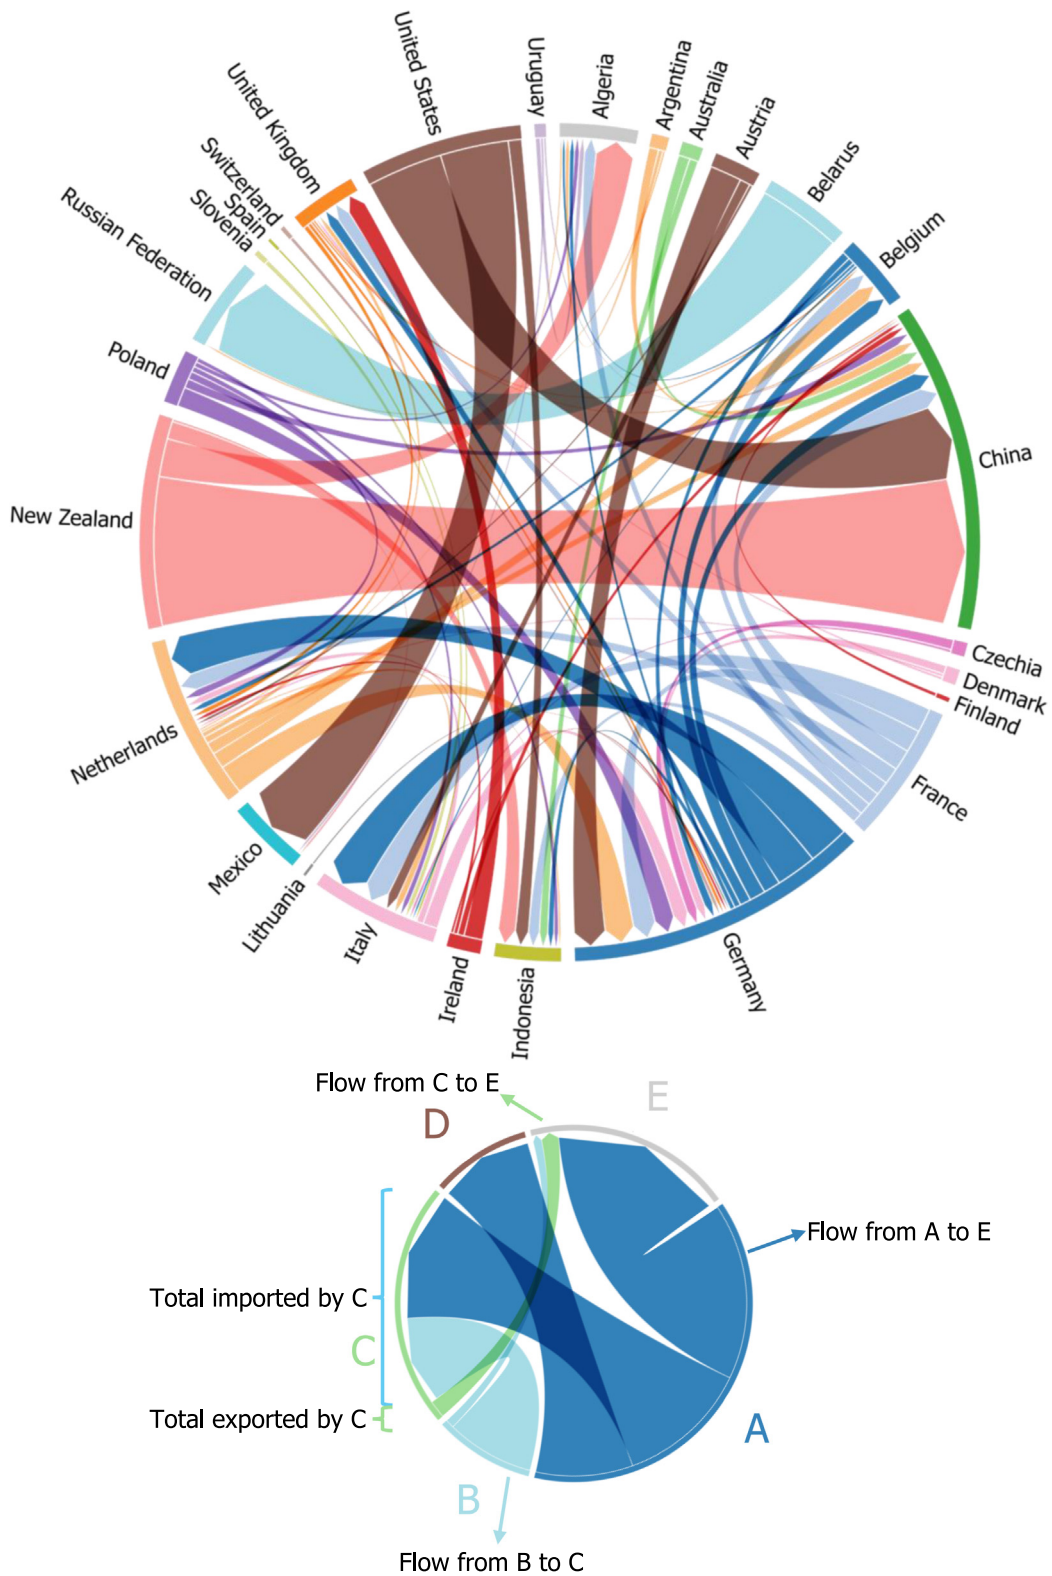 United States
Uruguay
Algeria
Argentina
Australia
Austria
Belarus
Belgium
China
Czechia
Denmark
Finland
France
Germany
Indonesia
Ireland
Italy
Lithuania
Mexico
Netherlands
New Zealand
Poland
Russian Federation
Slovenia
Spain
Switzerland
United Kingdom
Flow from C to E
E
D
Flow from A to E
Total imported by C
C
Total exported by C
A
B
Flow from B to C